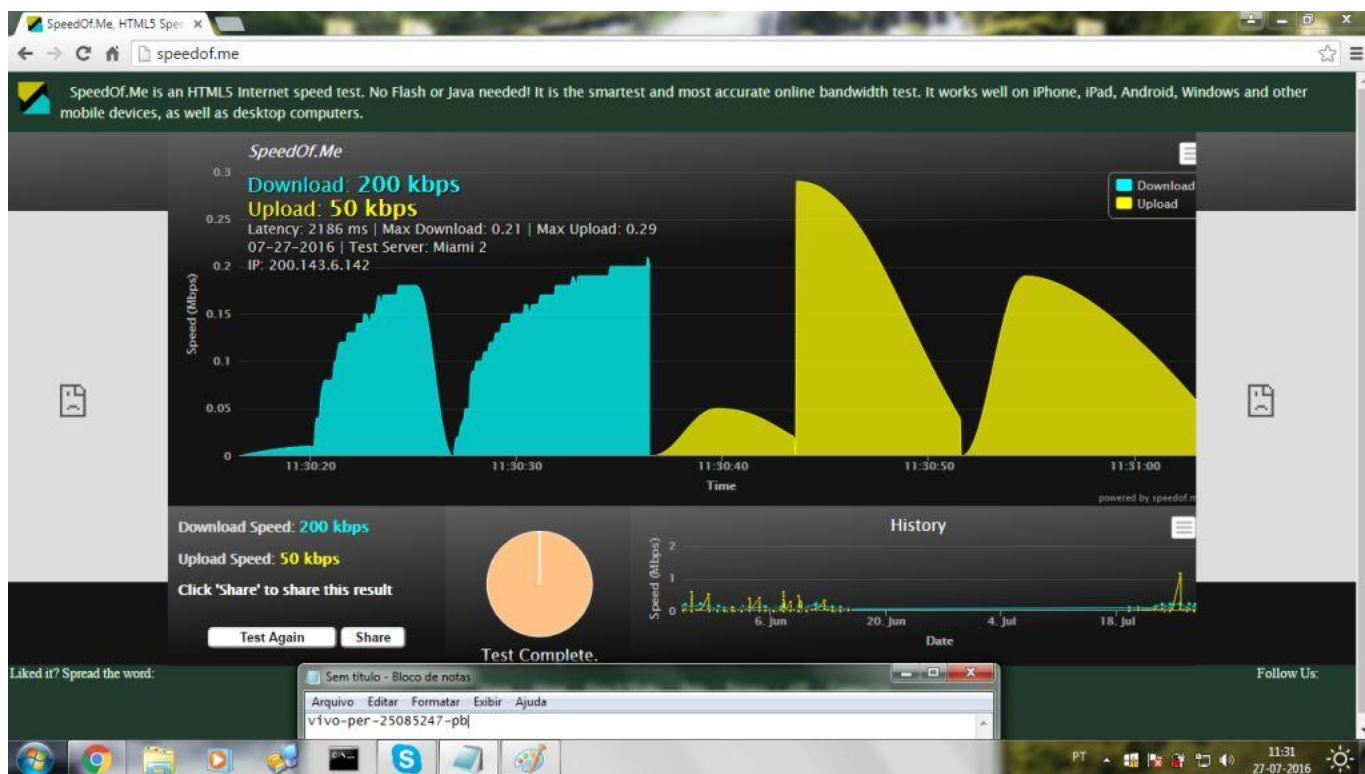 SpeedOf.Me, HTML5 Spee
speedof.me
SpeedOf.Me is an HTML5 Internet speed test. No Flash or Java needed! It is the smartest and most accurate online bandwidth test. It works well on iPhone, iPad, Android, Windows and other
mobile devices, as well as desktop computers.
SpeedOf.Me
Download: 200 kbps
Upload: 50 kbps
Latency: 2186 ms | Max Download: 0.21 | Max Upload: 0.29
07-27-2016 | Test Server: Miami 2
IP: 200.143.6.142
Download
Upload
Speed (Mbps)
0.3
0.25
0.2
0.15
0.1
0.05
0
11:30:20 11:30:30 11:30:40 11:30:50 11:31:00
Time
powered by speedof.m
Download Speed: 200 kbps
Upload Speed: 50 kbps
Click 'Share' to share this result
Test Again Share
Test Complete.
History
Speed (Mbps)
2
1
0
6. Jun 20. Jun 4. Jul 18. Jul
Date
Liked it? Spread the word:
Follow Us:
Sem título - Bloco de notas
Arquivo Editar Formatar Exibir Ajuda
vivo-per-25085247-pb
PT
11:31
27-07-2016